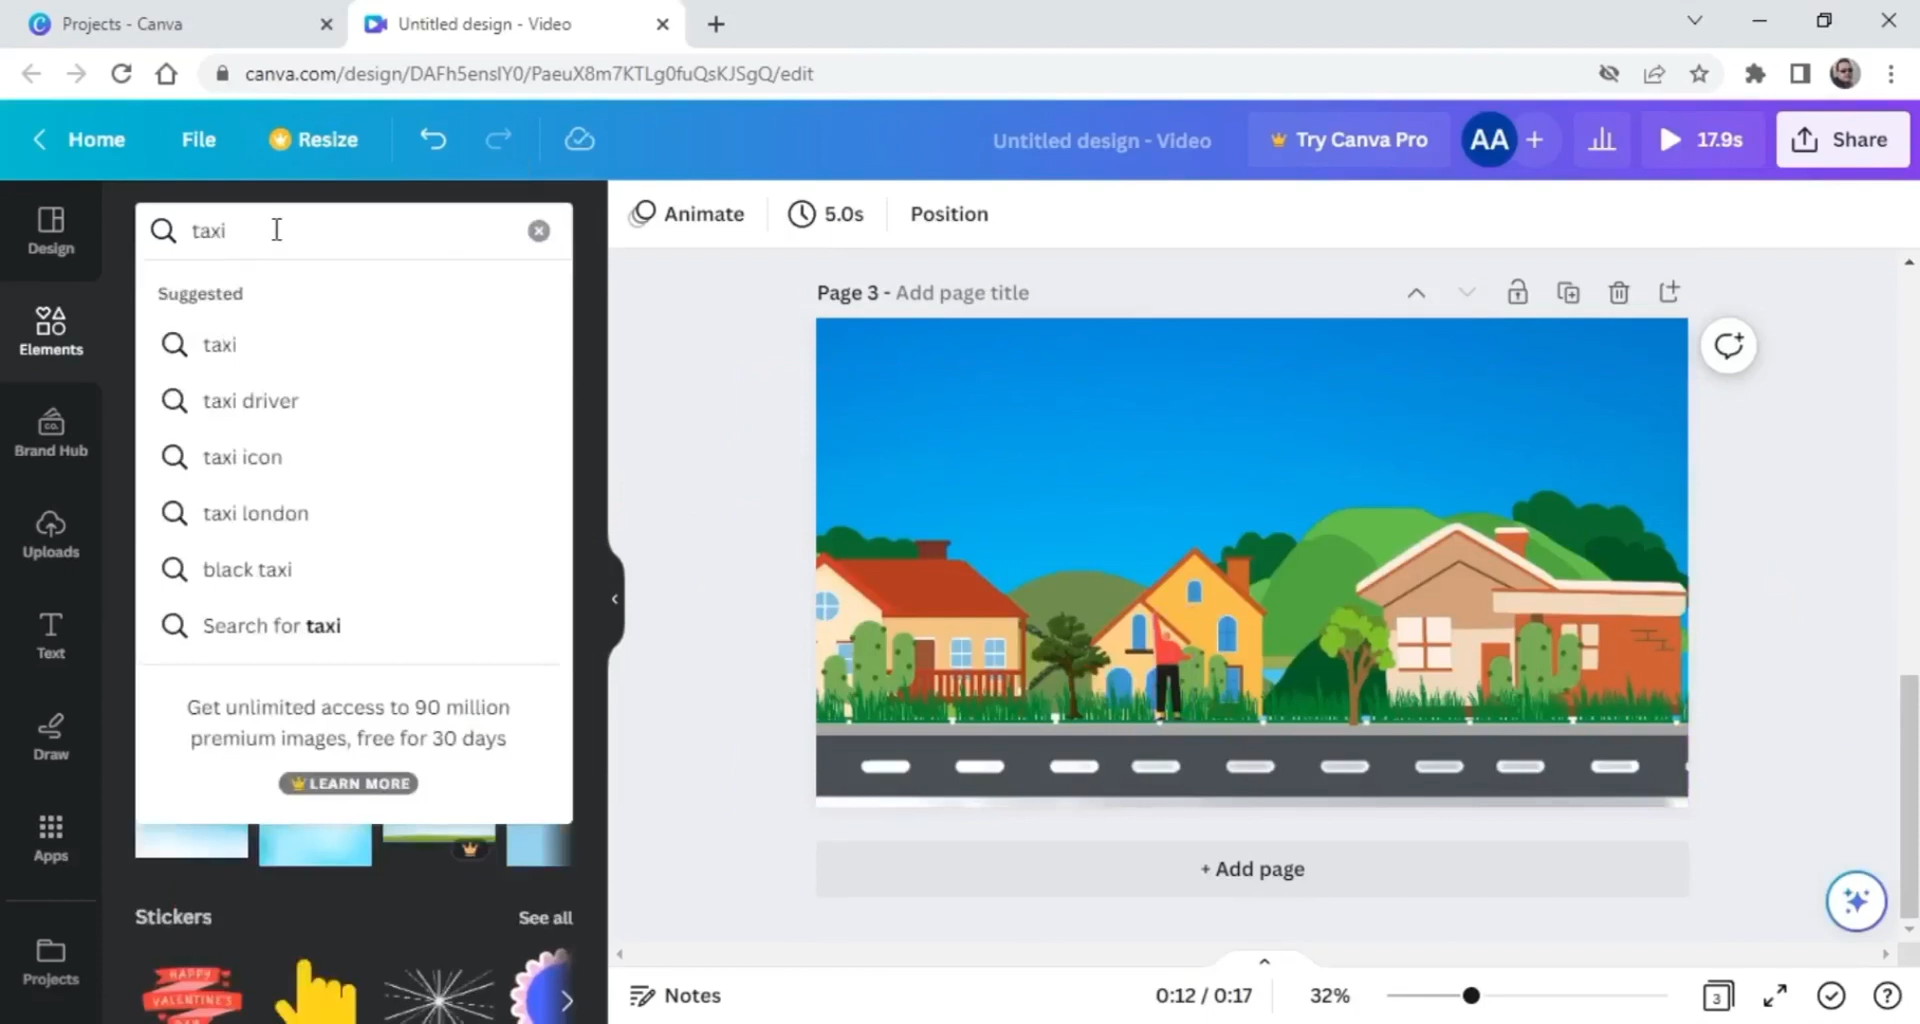 Projects - Canva
Untitled design - Video
canva.com/design/DAFh5enslY0/PaeuX8m7KTLg0fuQsKJSgQ/edit
Home
File
Resize
Untitled design - Video
Try Canva Pro
AA
17.9s
Share
Design
Elements
Brand Hub
CO.
Uploads
Text
Draw
Apps
Projects
taxi
Suggested
taxi
taxi driver
taxi icon
taxi london
black taxi
Search for taxi
Get unlimited access to 90 million
premium images, free for 30 days
LEARN MORE
Stickers
See all
HAPPY
VALENTINE'S
Animate
5.0s
Position
Page 3 - Add page title
+ Add page
Notes
0:12 / 0:17
32%
3